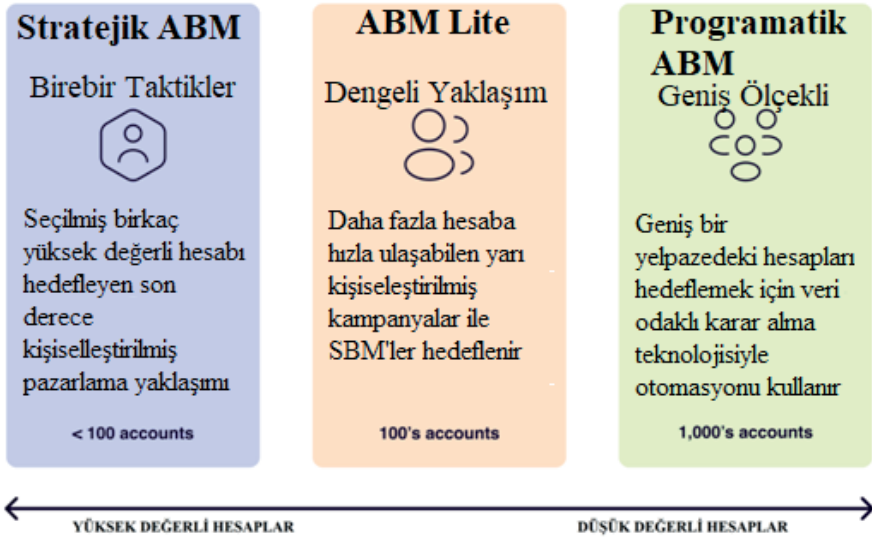 Stratejik ABM
Birebir Taktikler
Seçilmiş birkaç
yüksek değerli hesabı
hedefleyen son
derece
kişiselleştirilmiş
pazarlama yaklaşımı
< 100 accounts
ABM Lite
Dengeli Yaklaşım
Daha fazla hesaba
hızla ulaşabilen yarı
kişiseleştirilmiş
kampanyalar ile
SBM'ler hedeflenir
100's accounts
Programatik
ABM
Geniş Ölçekli
Geniş bir
yelpazedeki hesapları
hedeflemek için veri
odaklı karar alma
teknolojisiyle
otomasyonu kullanır
1,000's accounts
YÜKSEK DEĞERLİ HESAPLAR
DÜŞÜK DEĞERLİ HESAPLAR